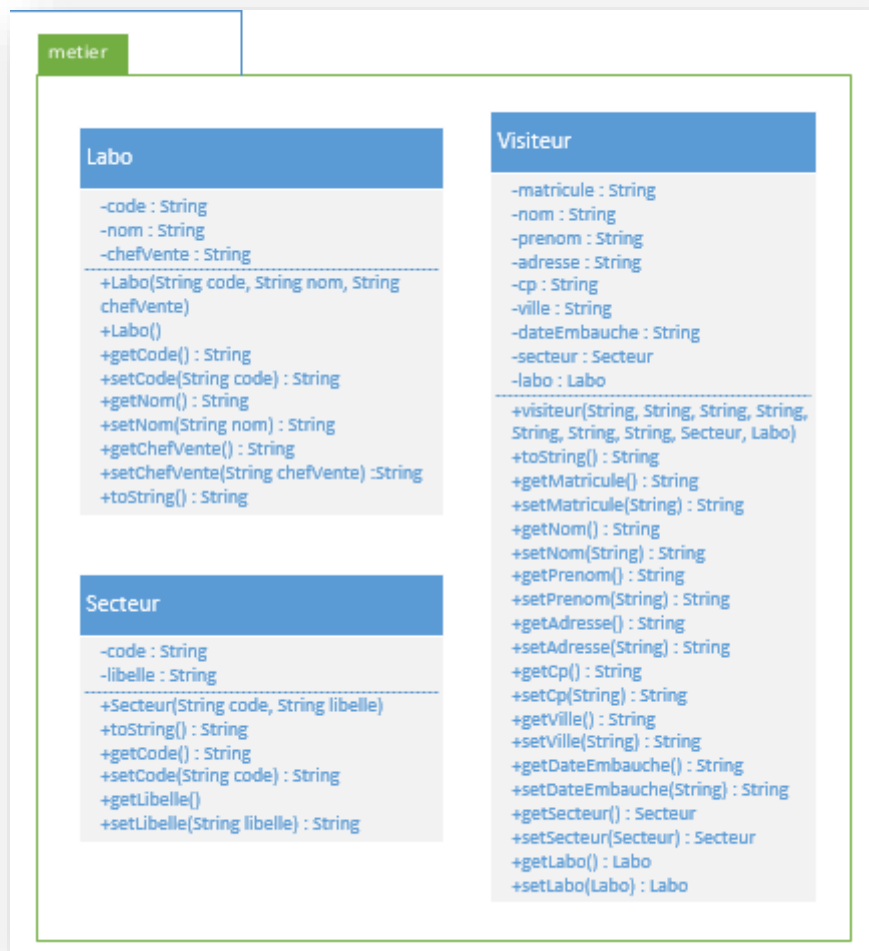 metier
Labo
-code : String
-nom : String
-chefVente : String
+Labo(String code, String nom, String
chefVente)
+Labo()
+getCode() : String
+setCode(String code) : String
+getNom() : String
+setNom(String nom) : String
+getChefVente() : String
+setChefVente(String chefVente) :String
+toString() : String
Secteur
-code : String
-libelle : String
+Secteur(String code, String libelle)
+toString() : String
+getCode() : String
+setCode(String code) : String
+getLibelle()
+setLibelle(String libelle) : String
Visiteur
-matricule : String
-nom : String
-prenom : String
-adresse : String
-cp : String
-ville : String
-dateEmbauche : String
-secteur : Secteur
-labo : Labo
+visiteur(String, String, String, String,
String, String, String, Secteur, Labo)
+toString() : String
+getMatricule() : String
+setMatricule(String) : String
+getNom() : String
+setNom(String) : String
+getPrenom() : String
+setPrenom(String) : String
+getAdresse() : String
+setAdresse(String) : String
+getCp() : String
+setCp(String) : String
+getVille() : String
+setVille(String) : String
+getDateEmbauche() : String
+setDateEmbauche(String) : String
+getSecteur() : Secteur
+setSecteur(Secteur) : Secteur
+getLabo() : Labo
+setLabo(Labo) : Labo